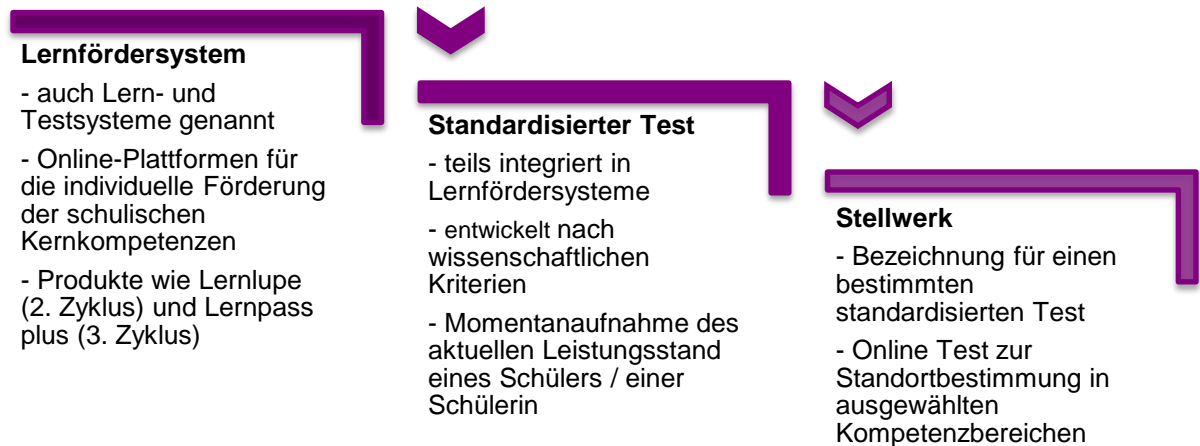 Lernfördersystem
- auch Lern- und
Testsysteme genannt
- Online-Plattformen für
die individuelle Förderung
der schulischen
Kernkompetenzen
- Produkte wie Lernlupe
(2. Zyklus) und Lernpass
plus (3. Zyklus)
Standardisierter Test
- teils integriert in
Lernfördersysteme
- entwickelt nach
wissenschaftlichen
Kriterien
- Momentanaufnahme des
aktuellen Leistungsstand
eines Schülers / einer
Schülerin
Stellwerk
- Bezeichnung für einen
bestimmten
standardisierten Test
- Online Test zur
Standortbestimmung in
ausgewählten
Kompetenzbereichen